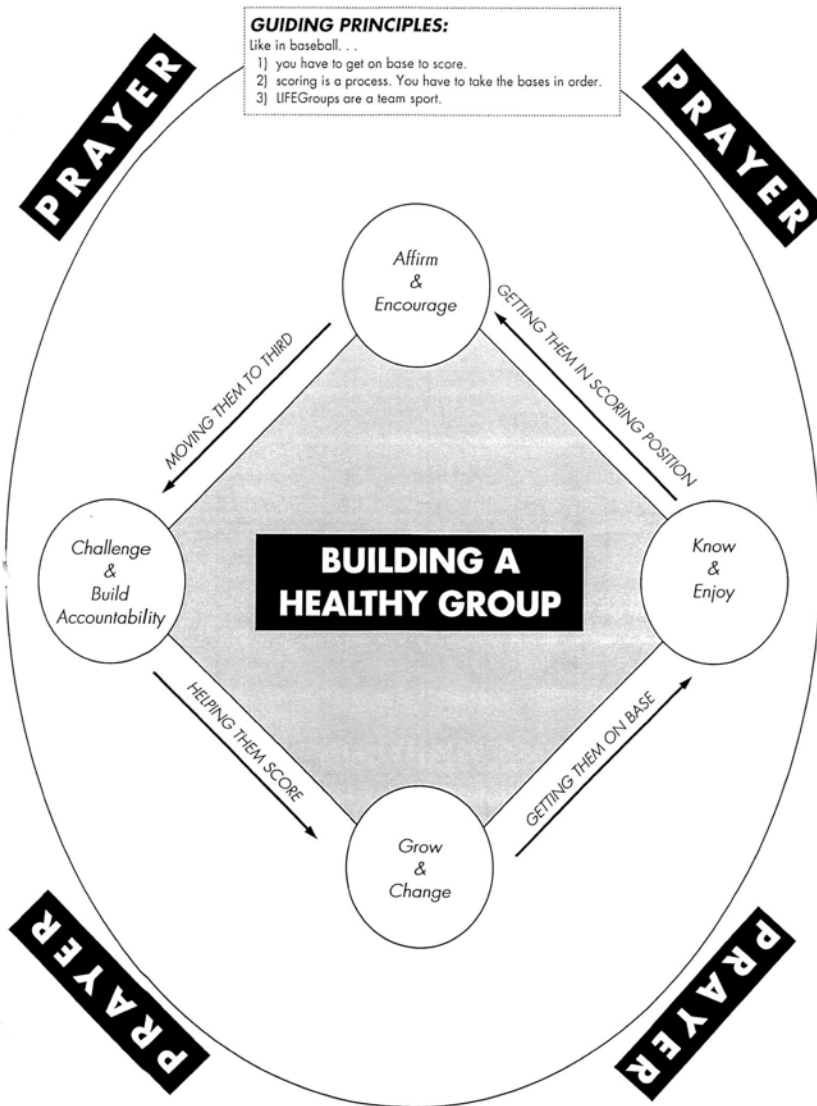 GUIDING PRINCIPLES:
Like in baseball. . .
1) you have to get on base to score.
2) scoring is a process. You have to take the bases in order.
3) LIFEGroups are a team sport.
PRAYER
PRAYER
Affirm
&
Encourage
MOVING THEM TO THIRD
GETTING THEM IN SCORING POSITION
Challenge
&
Build
Accountability
BUILDING A
HEALTHY GROUP
Know
&
Enjoy
HELPING THEM SCORE
GETTING THEM ON BASE
Grow
&
Change
PRAYER
PRAYER